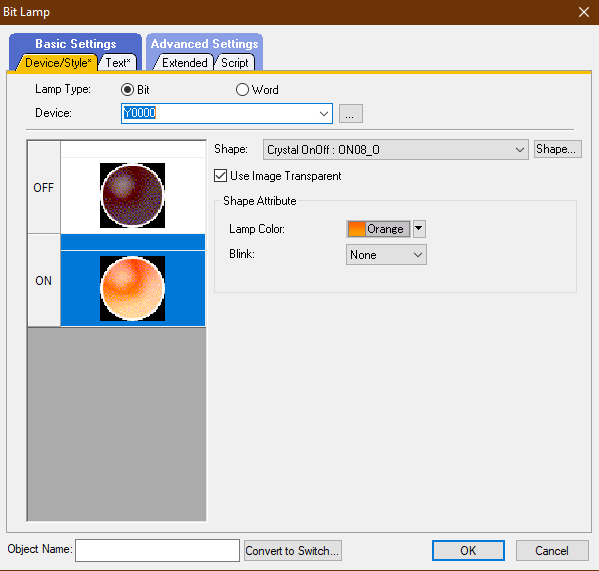 Bit Lamp
Basic Settings
Advanced Settings
Device/Style*
Text*
Extended
Script
Lamp Type:
Bit
Word
Device:
Y0000
...
OFF
ON
Shape:
Crystal OnOff : ON08_O
Shape...
Use Image Transparent
Shape Attribute
Lamp Color:
Orange
Blink:
None
Object Name:
Convert to Switch...
OK
Cancel